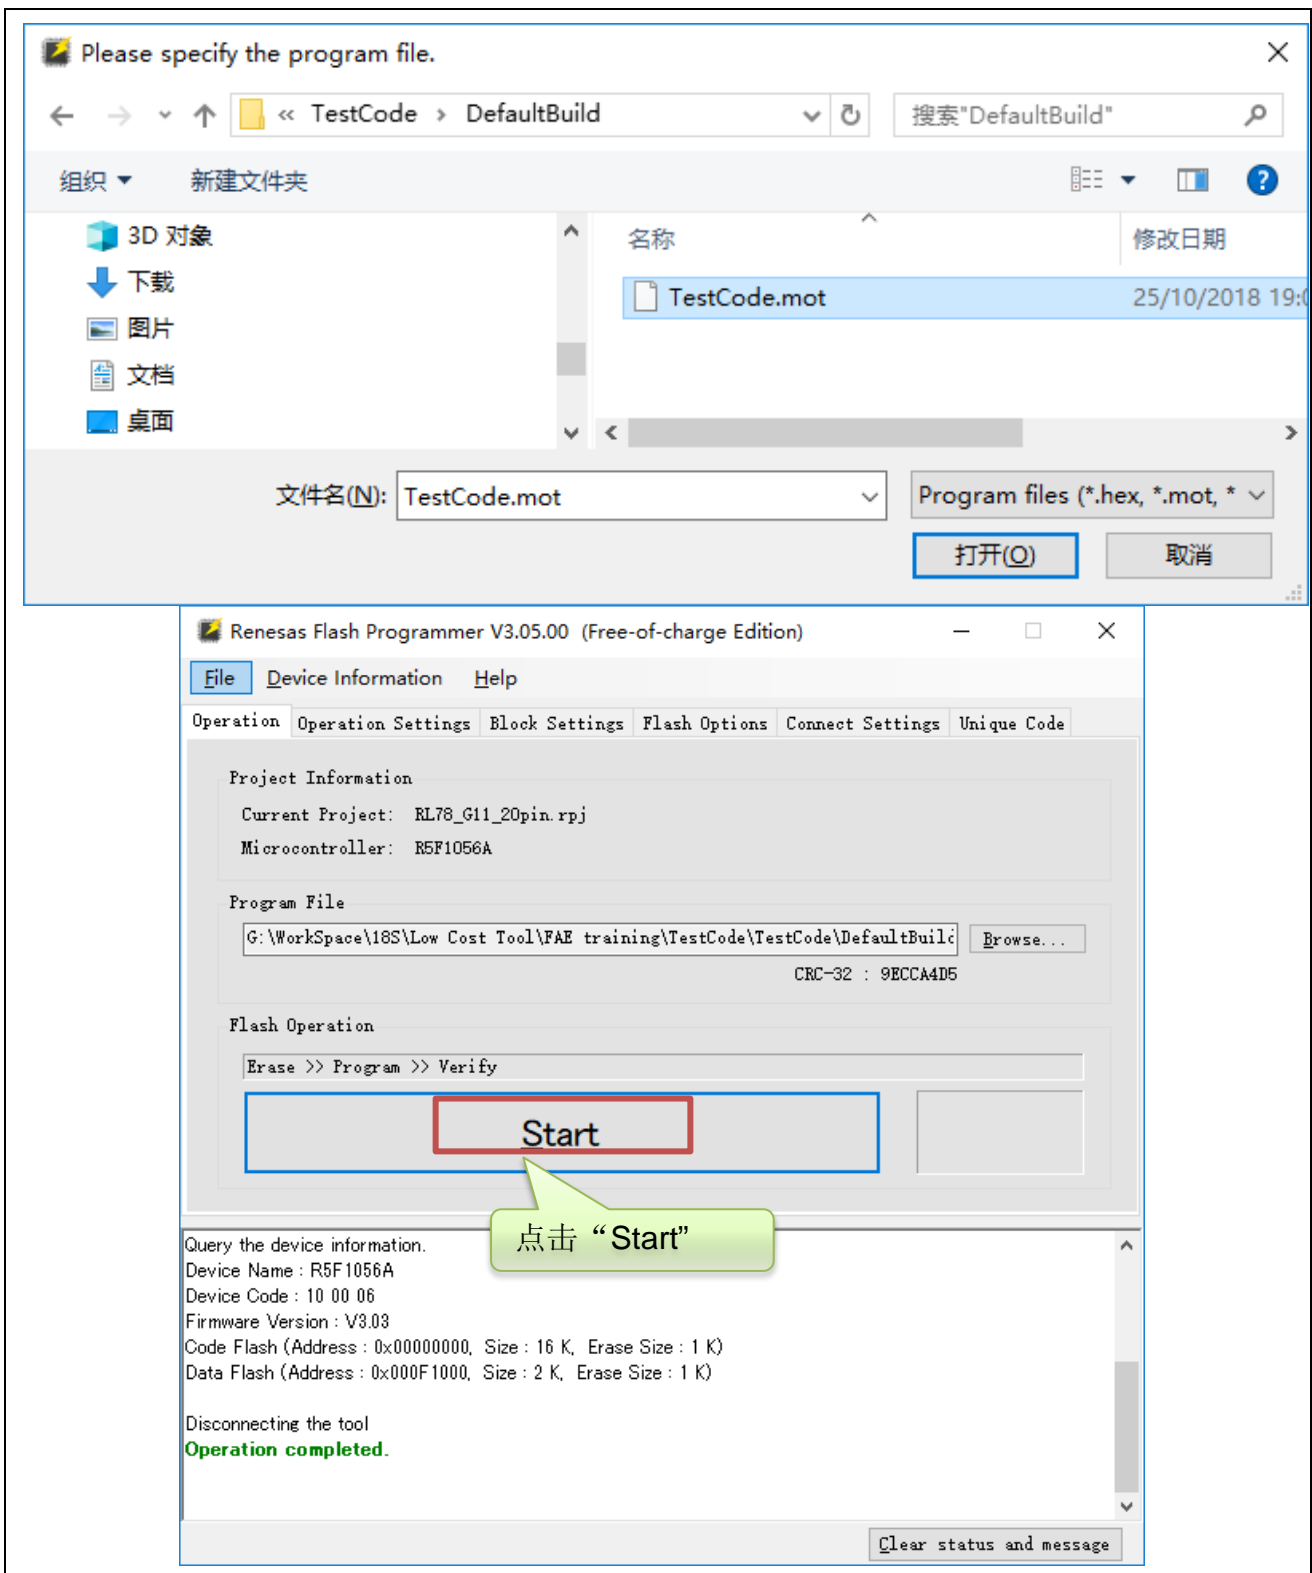 Please specify the program file.
« TestCode › DefaultBuild
搜索"DefaultBuild"
组织
新建文件夹
3D 对象
下载
图片
文档
桌面
名称
修改日期
TestCode.mot
25/10/2018 19:0
文件名(N):
TestCode.mot
Program files (*.hex, *.mot, *
打开(O)
取消
Renesas Flash Programmer V3.05.00 (Free-of-charge Edition)
File Device Information Help
Operation Operation Settings Block Settings Flash Options Connect Settings Unique Code
Project Information
Current Project: RL78_G11_20pin.rpj
Microcontroller: R5F1056A
Program File
G:\WorkSpace\18S\Low Cost Tool\FAE training\TestCode\TestCode\DefaultBuild
Browse...
CRC-32 : 9ECCA4D5
Flash Operation
Erase >> Program >> Verify
Start
点击“Start”
Query the device information.
Device Name : R5F1056A
Device Code : 10 00 06
Firmware Version : V3.03
Code Flash (Address : 0x00000000, Size : 16 K, Erase Size : 1 K)
Data Flash (Address : 0x000F1000, Size : 2 K, Erase Size : 1 K)
Disconnecting the tool
Operation completed.
Clear status and message